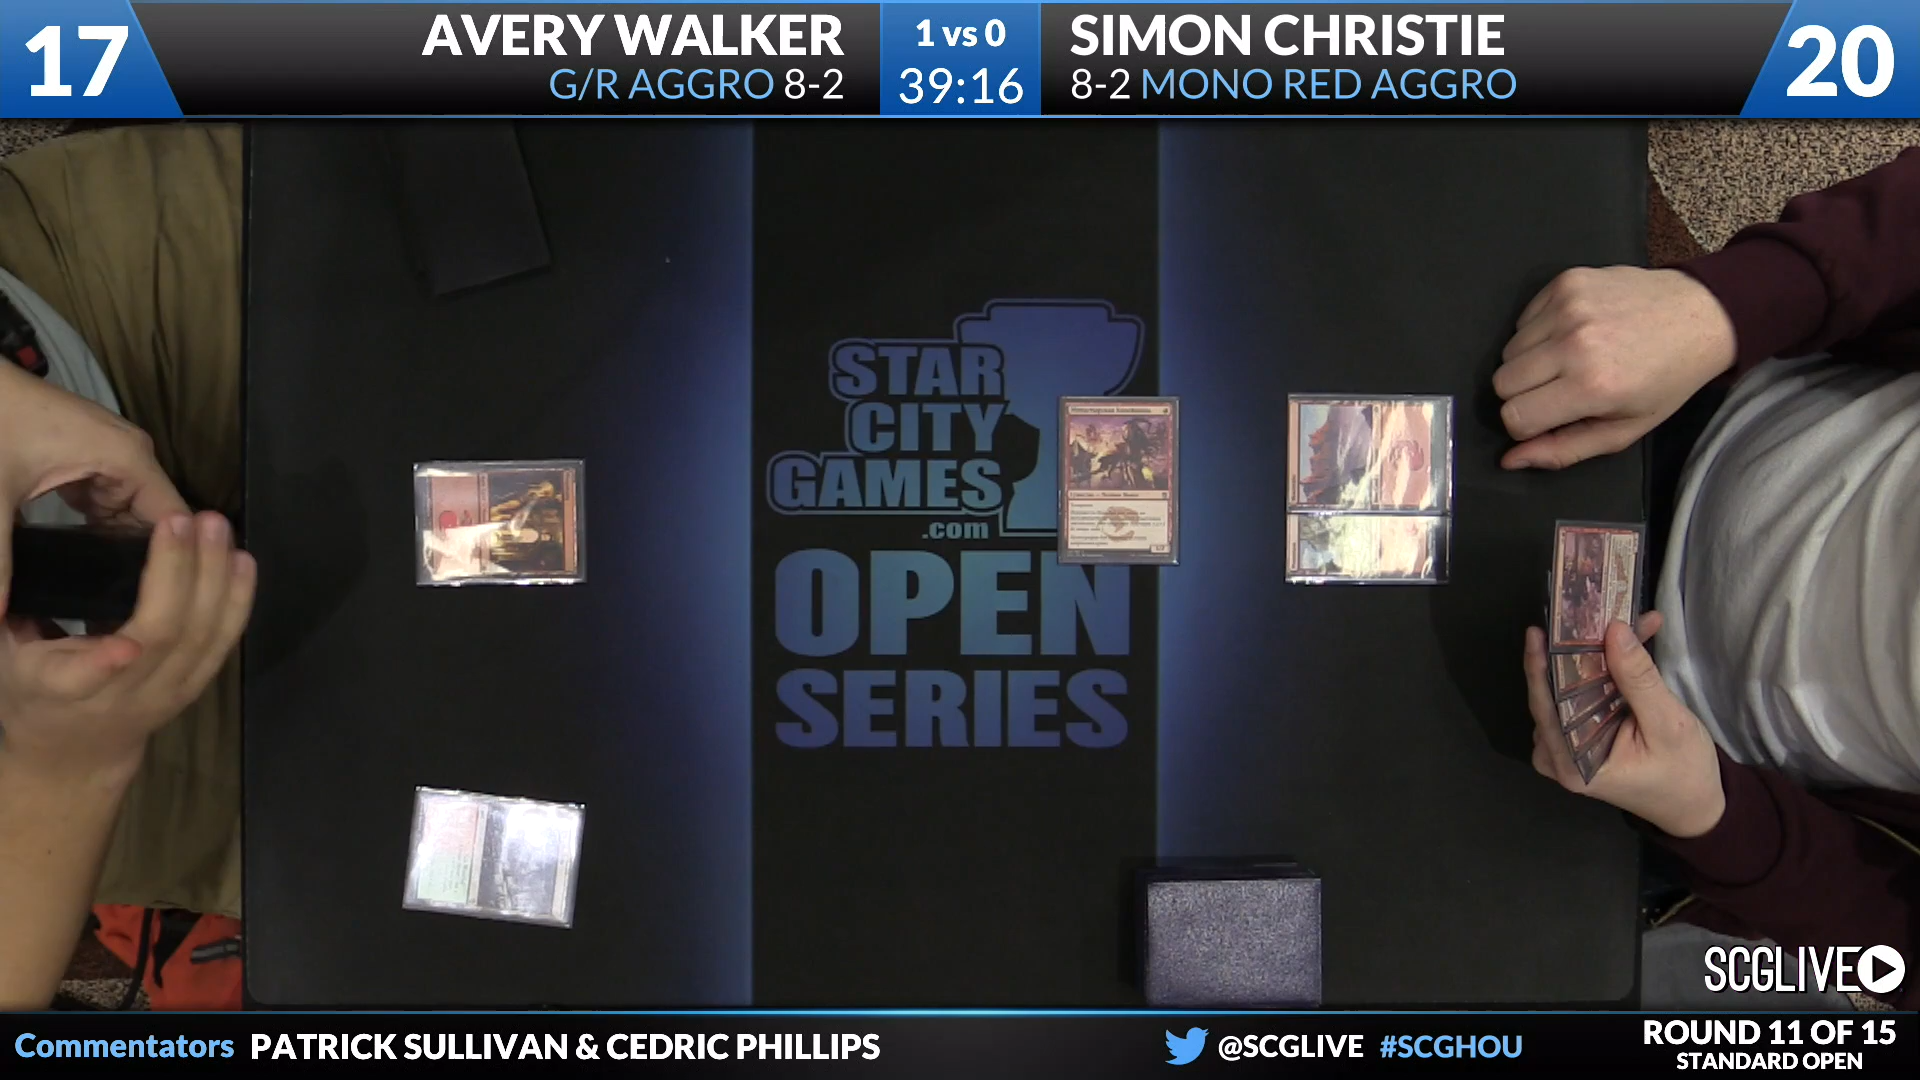 17
AVERY WALKER
G/R AGGRO 8-2
1 vs 0
39:16
SIMON CHRISTIE
8-2 MONO RED AGGRO
20
STAR
CITY
GAMES
.com
OPEN
SERIES
SCGLIVE
Commentators PATRICK SULLIVAN & CEDRIC PHILLIPS
@SCGLIVE #SCGHOU
ROUND 11 OF 15
STANDARD OPEN